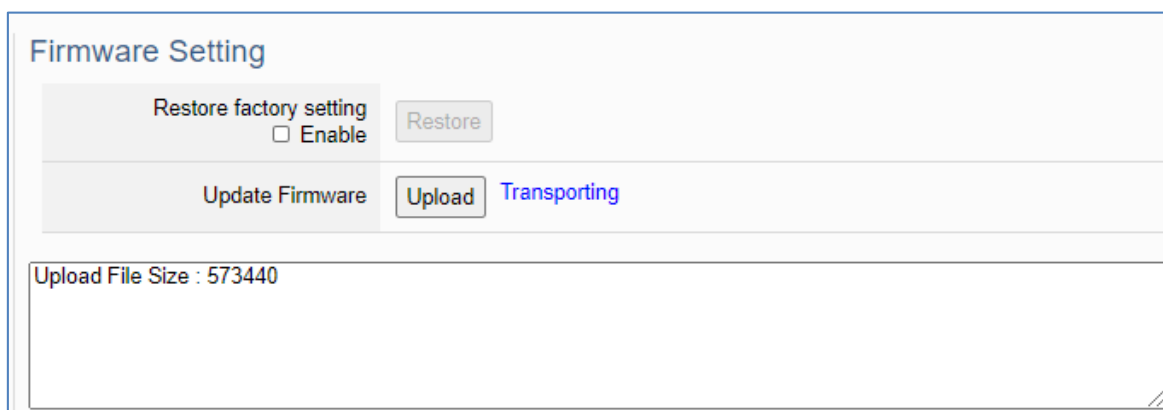 Firmware Setting
Restore factory setting
Enable
Restore
Update Firmware
Upload
Transporting
Upload File Size : 573440